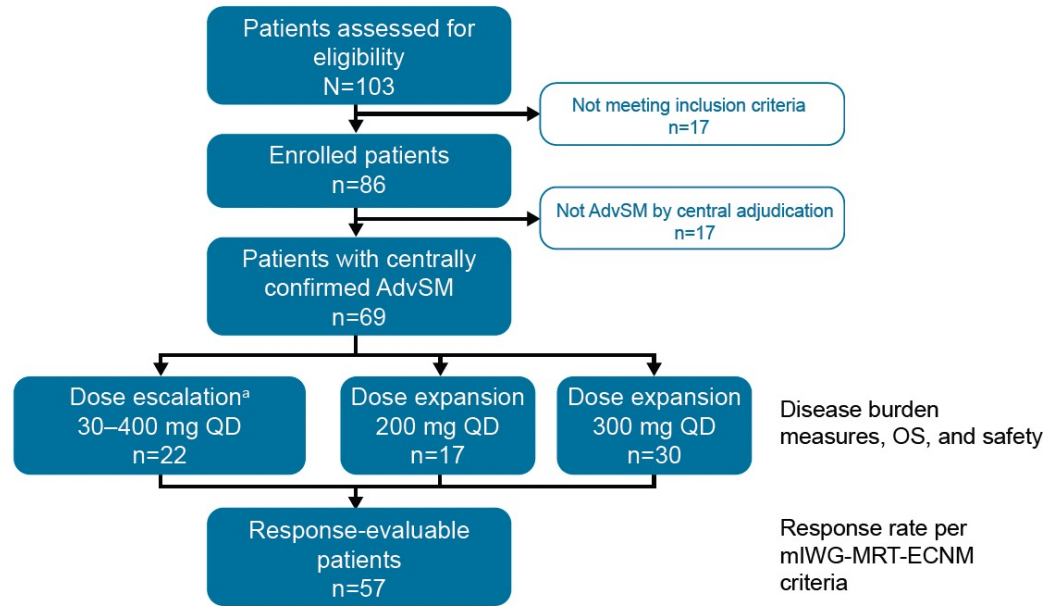 Patients assessed for
eligibility
N=103
Not meeting inclusion criteria
n=17
Enrolled patients
n=86
Not AdvSM by central adjudication
n=17
Patients with centrally
confirmed AdvSM
n=69
Dose escalationᵃ
30–400 mg QD
n=22
Dose expansion
200 mg QD
n=17
Dose expansion
300 mg QD
n=30
Disease burden
measures, OS, and safety
Response-evaluable
patients
n=57
Response rate per
mIWG-MRT-ECNM
criteria